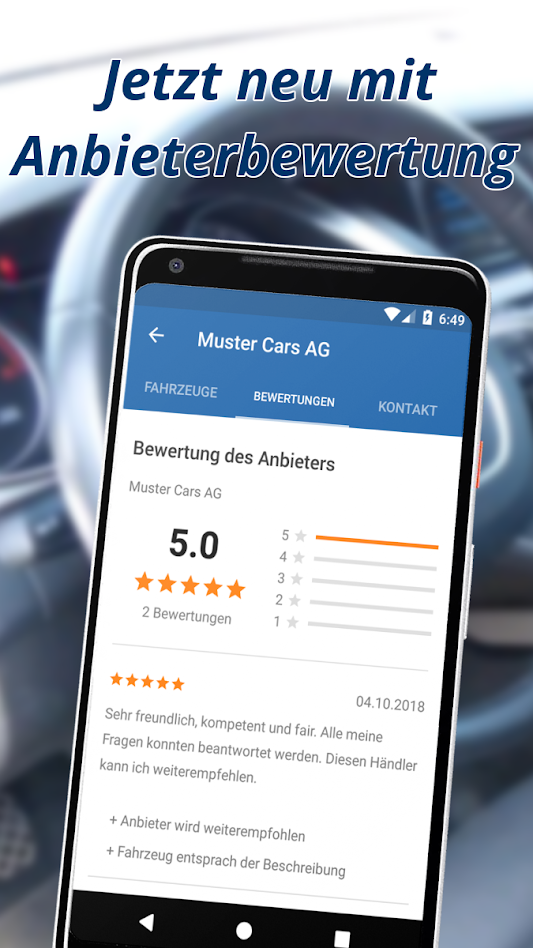 Jetzt neu mit
Anbieterbewertung
6:49
Muster Cars AG
FAHRZEUGE BEWERTUNGEN KONTAKT
Bewertung des Anbieters
Muster Cars AG
5.0
2 Bewertungen
5
4
3
2
1
04.10.2018
Sehr freundlich, kompetent und fair. Alle meine
Fragen konnten beantwortet werden. Diesen Händler
kann ich weiterempfehlen.
+ Anbieter wird weiterempfohlen
+ Fahrzeug entsprach der Beschreibung